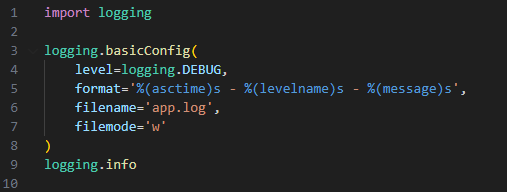 1 import logging
2
3 logging.basicConfig(
4     level=logging.DEBUG,
5     format='%(asctime)s - %(levelname)s - %(message)s',
6     filename='app.log',
7     filemode='w'
8 )
9 logging.info
10